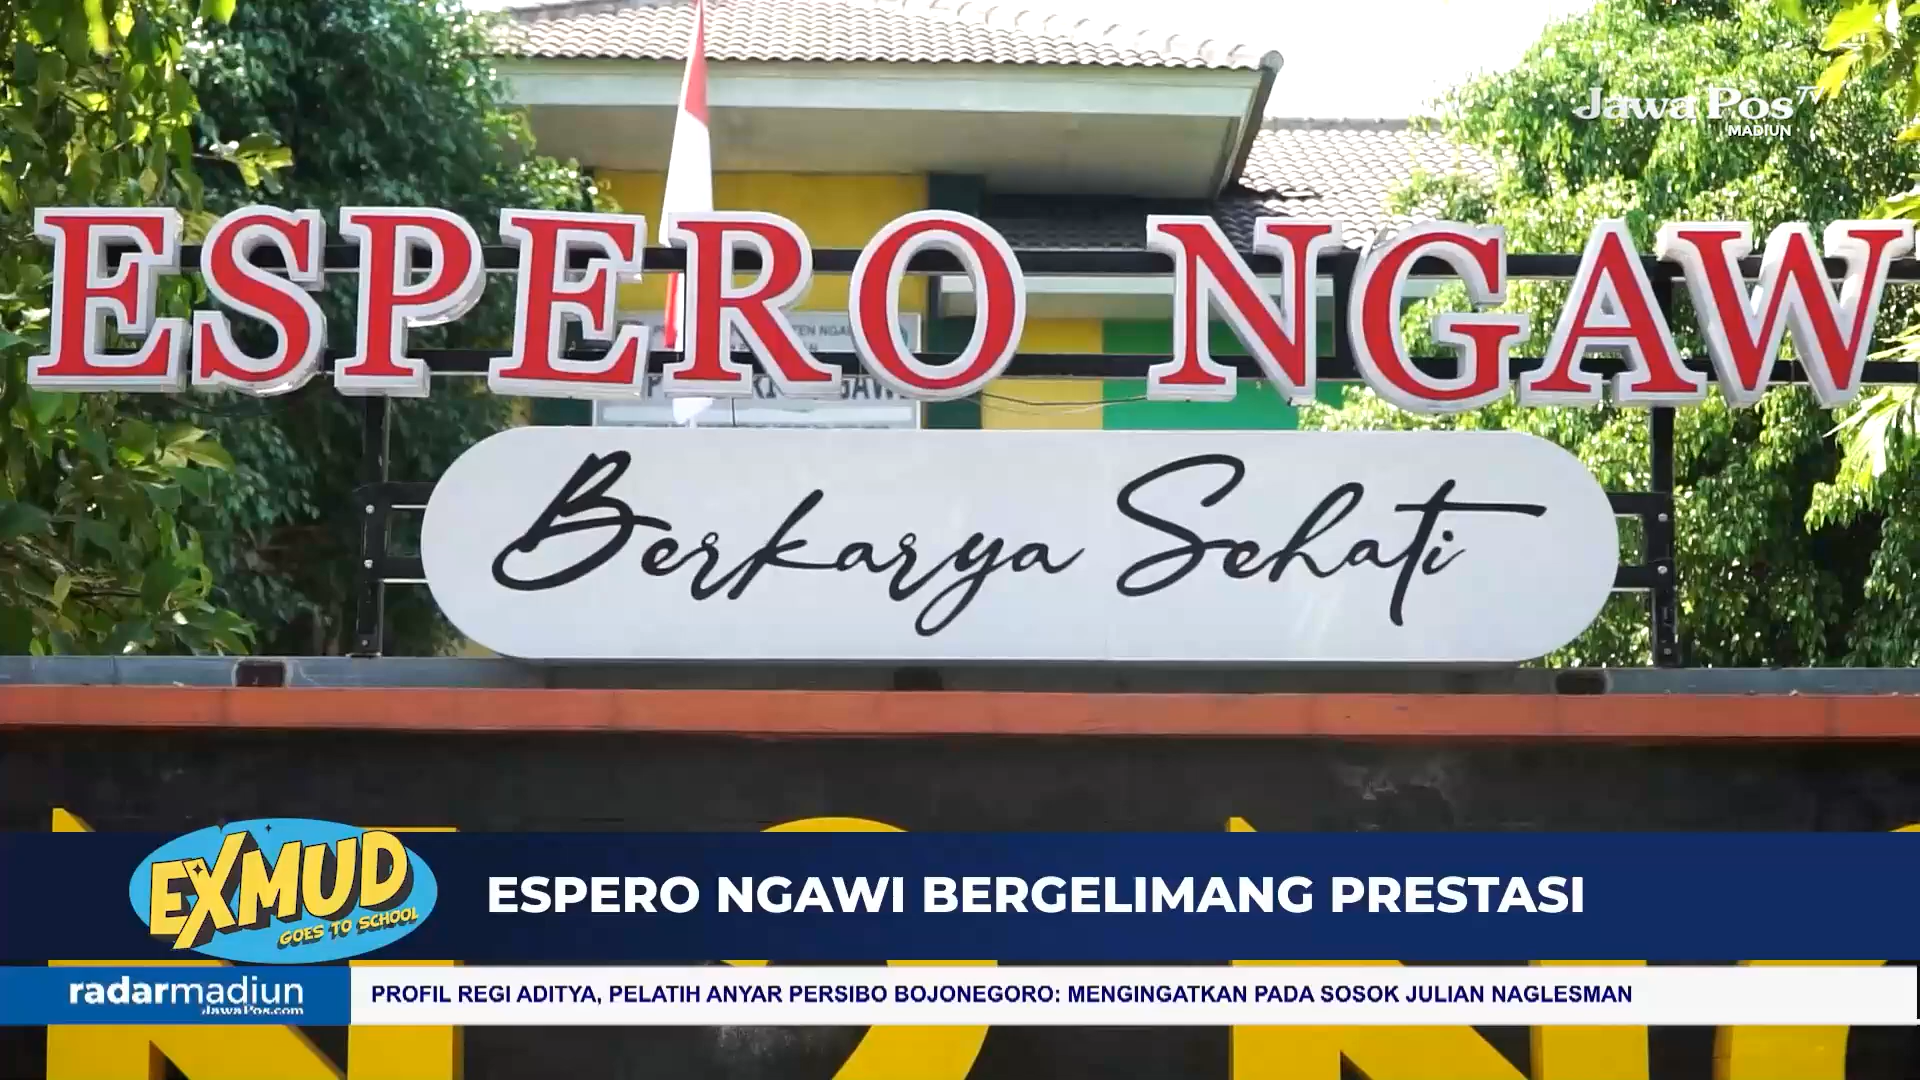 Jawa Pos TV
MADIUN
ESPERO NGAW
Berkarya Sehati
EXMUD
GOES TO SCHOOL
ESPERO NGAWI BERGELIMANG PRESTASI
radarmadiun
JawaPos.com
PROFIL REGI ADITYA, PELATIH ANYAR PERSIBO BOJONEGORO: MENGINGATKAN PADA SOSOK JULIAN NAGLESMAN